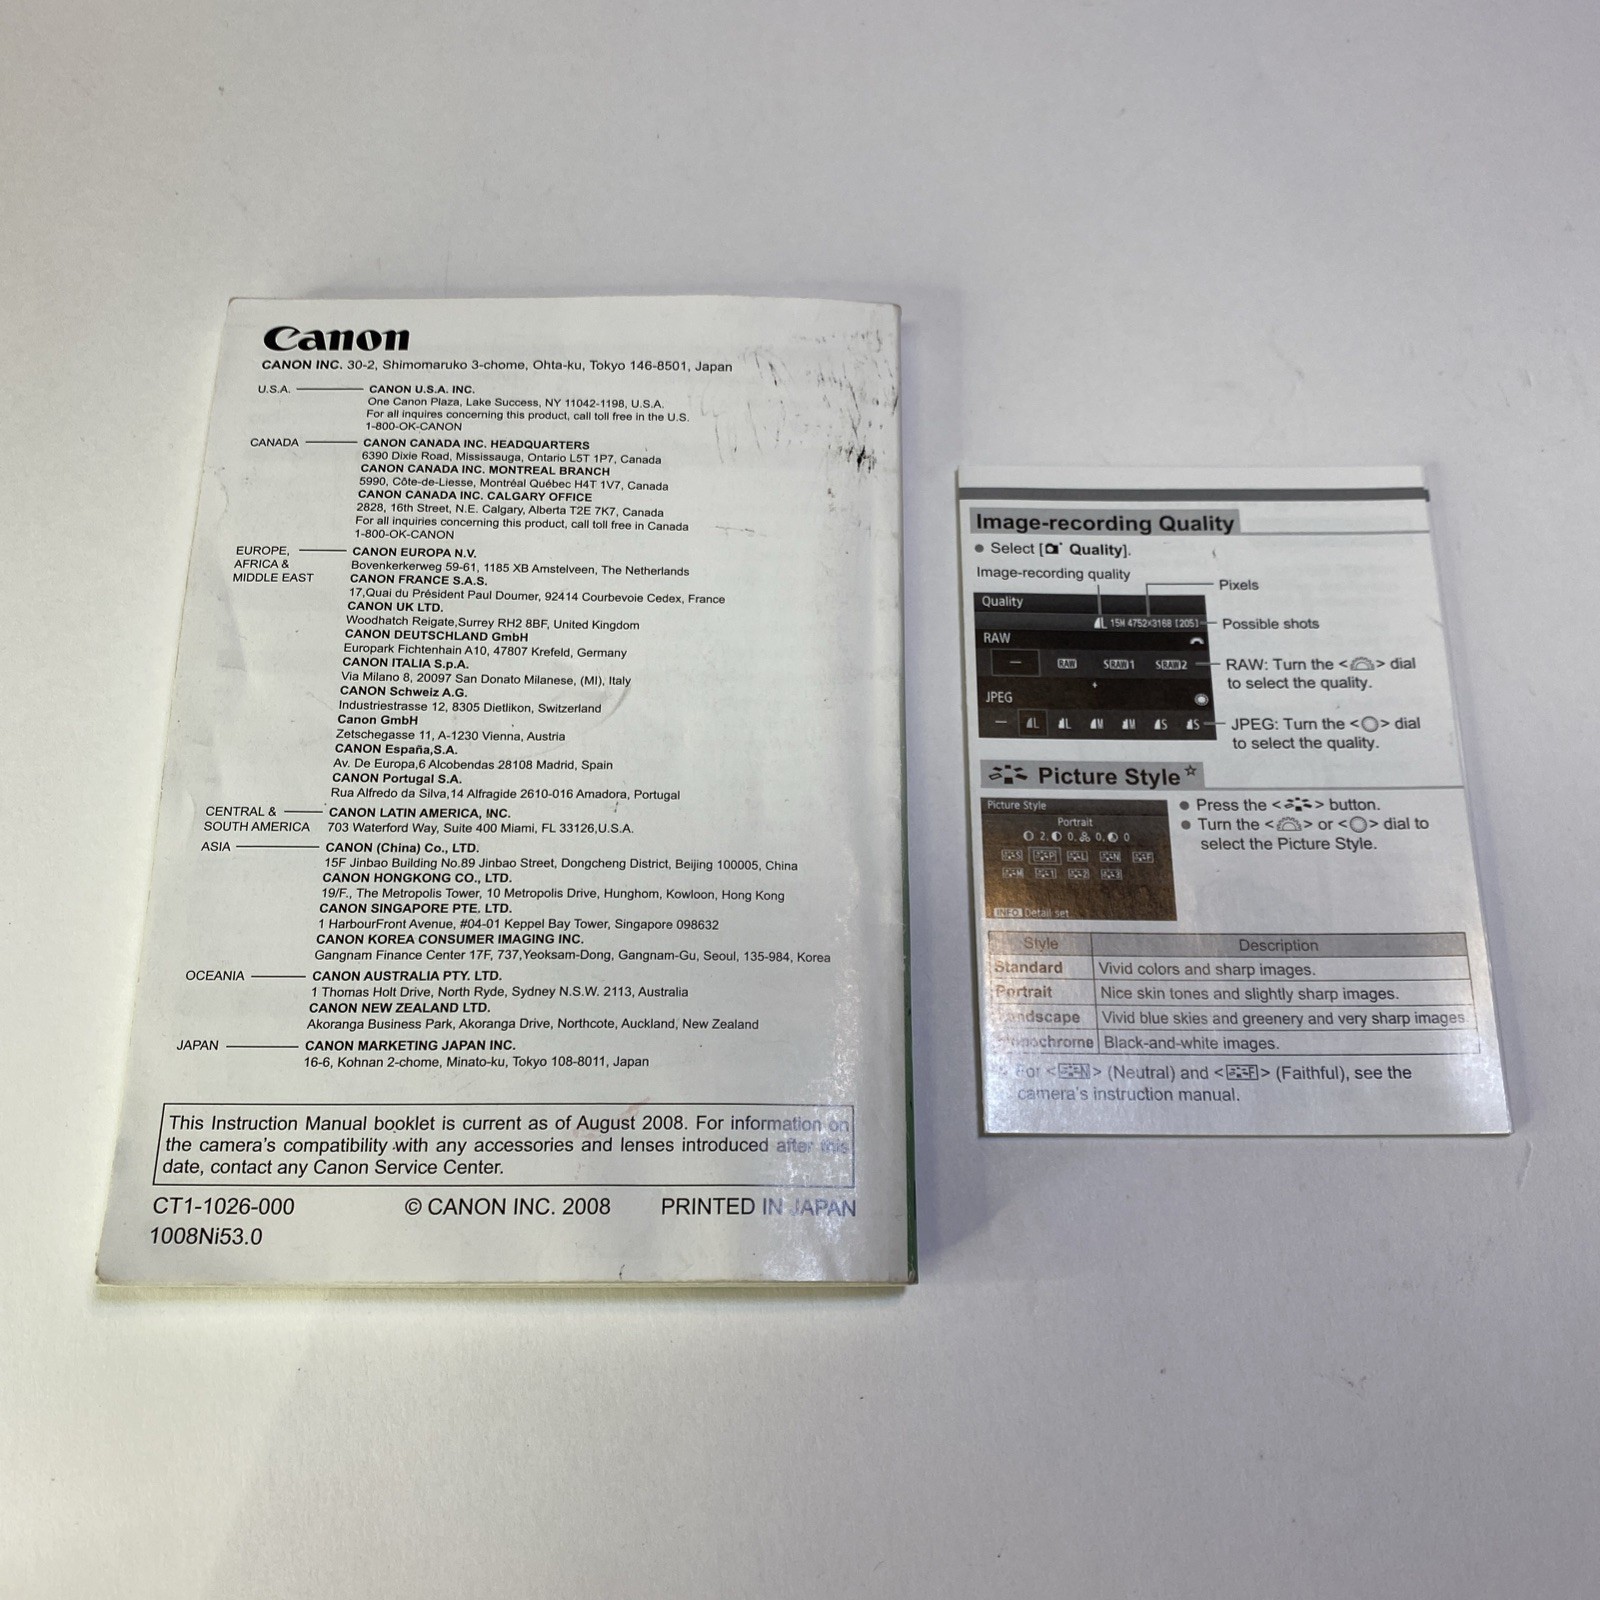 Canon
CANON INC. 30-2, Shimomaruko 3-chome, Ohta-ku, Tokyo 146-8501, Japan
U.S.A. CANON U.S.A. INC.
One Canon Plaza, Lake Success, NY 11042-1198, U.S.A.
For all inquires concerning this product, call toll free in the U.S.
1-800-OK-CANON
CANADA CANON CANADA INC. HEADQUARTERS
6390 Dixie Road, Mississauga, Ontario L5T 1P7, Canada
CANON CANADA INC. MONTREAL BRANCH
5990, Côte-de-Liesse, Montréal Québec H4T 1V7, Canada
CANON CANADA INC. CALGARY OFFICE
2828, 16th Street, N.E. Calgary, Alberta T2E 7K7, Canada
For all inquiries concerning this product, call toll free in Canada
1-800-OK-CANON
EUROPE, CANON EUROPA N.V.
AFRICA & Bovenkerkerweg 59-61, 1185 XB Amstelveen, The Netherlands
MIDDLE EAST CANON FRANCE S.A.S.
17,Quai du Président Paul Doumer, 92414 Courbevoie Cedex, France
CANON UK LTD.
Woodhatch Reigate,Surrey RH2 8BF, United Kingdom
CANON DEUTSCHLAND GmbH
Europark Fichtenhain A10, 47807 Krefeld, Germany
CANON ITALIA S.p.A.
Via Milano 8, 20097 San Donato Milanese, (MI), Italy
CANON Schweiz A.G.
Industriestrasse 12, 8305 Dietlikon, Switzerland
Canon GmbH
Zetschegasse 11, A-1230 Vienna, Austria
CANON España,S.A.
Av. De Europa,6 Alcobendas 28108 Madrid, Spain
CANON Portugal S.A.
Rua Alfredo da Silva,14 Alfragide 2610-016 Amadora, Portugal
CENTRAL & CANON LATIN AMERICA, INC.
SOUTH AMERICA 703 Waterford Way, Suite 400 Miami, FL 33126,U.S.A.
ASIA CANON (China) Co., LTD.
15F Jinbao Building No.89 Jinbao Street, Dongcheng District, Beijing 100005, China
CANON HONGKONG CO., LTD.
19/F., The Metropolis Tower, 10 Metropolis Drive, Hunghom, Kowloon, Hong Kong
CANON SINGAPORE PTE. LTD.
1 HarbourFront Avenue, #04-01 Keppel Bay Tower, Singapore 098632
CANON KOREA CONSUMER IMAGING INC.
Gangnam Finance Center 17F, 737,Yeoksam-Dong, Gangnam-Gu, Seoul, 135-984, Korea
OCEANIA CANON AUSTRALIA PTY. LTD.
1 Thomas Holt Drive, North Ryde, Sydney N.S.W. 2113, Australia
CANON NEW ZEALAND LTD.
Akoranga Business Park, Akoranga Drive, Northcote, Auckland, New Zealand
JAPAN CANON MARKETING JAPAN INC.
16-6, Kohnan 2-chome, Minato-ku, Tokyo 108-8011, Japan
This Instruction Manual booklet is current as of August 2008. For information on
the camera's compatibility with any accessories and lenses introduced after this
date, contact any Canon Service Center.
CT1-1026-000 © CANON INC. 2008 PRINTED IN JAPAN
1008Ni53.0
Image-recording Quality
● Select [ Quality].
Image-recording quality
Pixels
Quality
L 15M 4752×3168 [205]
Possible shots
RAW
— RAW SRAW1 SRAW2
RAW: Turn the < > dial
to select the quality.
JPEG
— L L M M S S
JPEG: Turn the < > dial
to select the quality.
Picture Style☆
Picture Style
Portrait
2, 0, 0, 0
INFO. Detail set.
● Press the < > button.
● Turn the < > or < > dial to
select the Picture Style.
Style Description
Standard Vivid colors and sharp images.
Portrait Nice skin tones and slightly sharp images.
Landscape Vivid blue skies and greenery and very sharp images.
Monochrome Black-and-white images.
For < N> (Neutral) and < F> (Faithful), see the
camera's instruction manual.